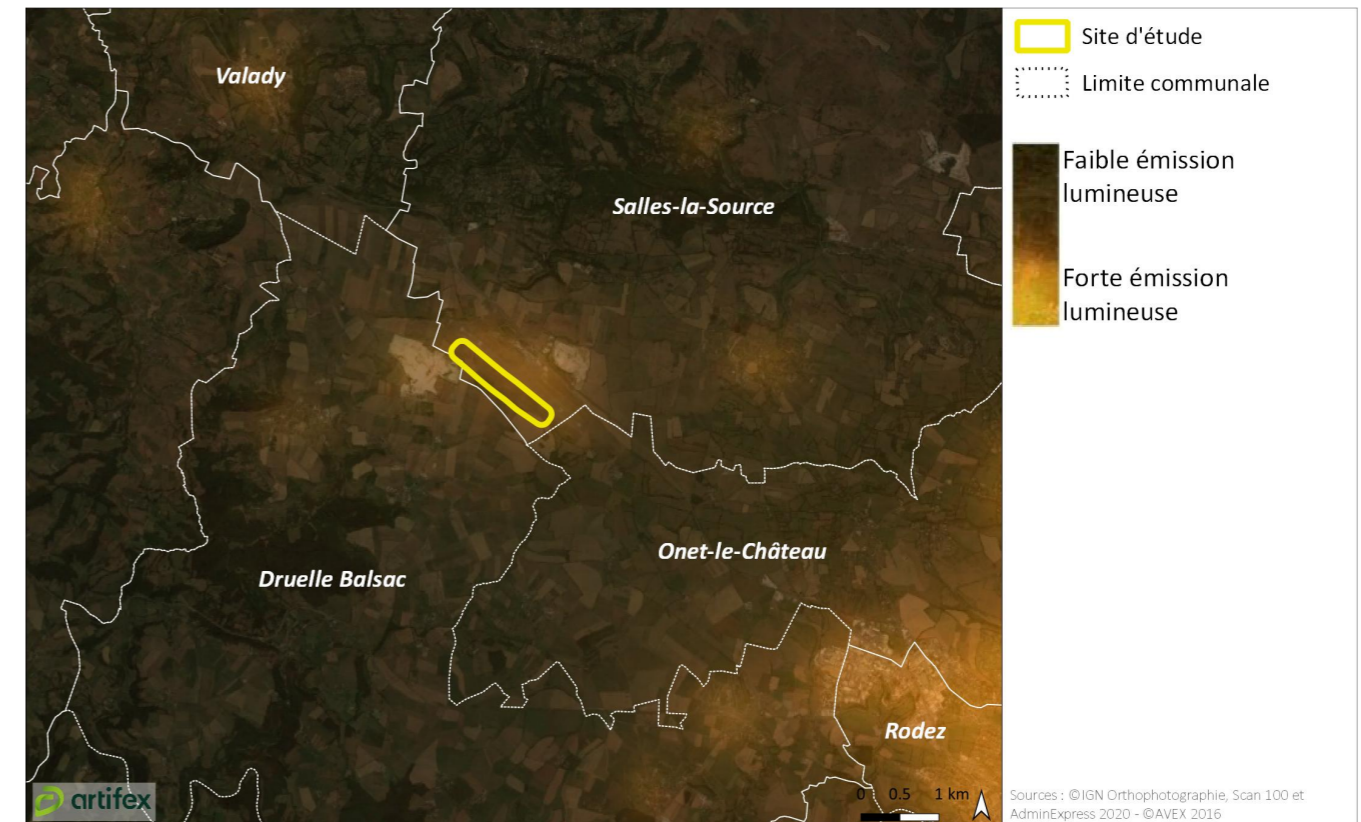 Valady
Salles-la-Source
Onet-le-Château
Druelle Balsac
Rodez
artifex
0 0.5 1 km
Site d'étude
Limite communale
Faible émission
lumineuse
Forte émission
lumineuse
Sources : ©IGN Orthophotographie, Scan 100 et
AdminExpress 2020 - ©AVEX 2016